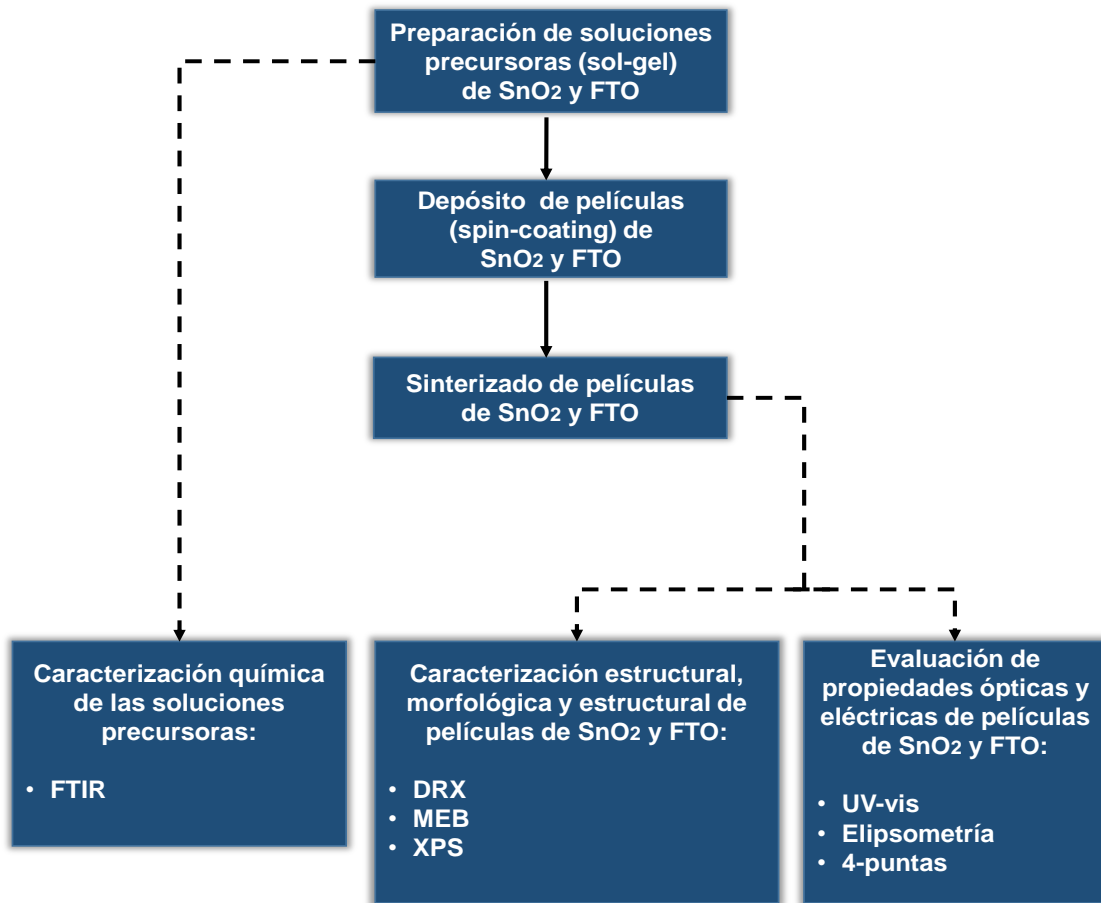 Preparación de soluciones
precursoras (sol-gel)
de SnO2 y FTO
Depósito de películas
(spin-coating) de
SnO2 y FTO
Sinterizado de películas
de SnO2 y FTO
Caracterización química
de las soluciones
precursoras:
• FTIR
Caracterización estructural,
morfológica y estructural de
películas de SnO2 y FTO:
• DRX
• MEB
• XPS
Evaluación de
propiedades ópticas y
eléctricas de películas
de SnO2 y FTO:
• UV-vis
• Elipsometría
• 4-puntas